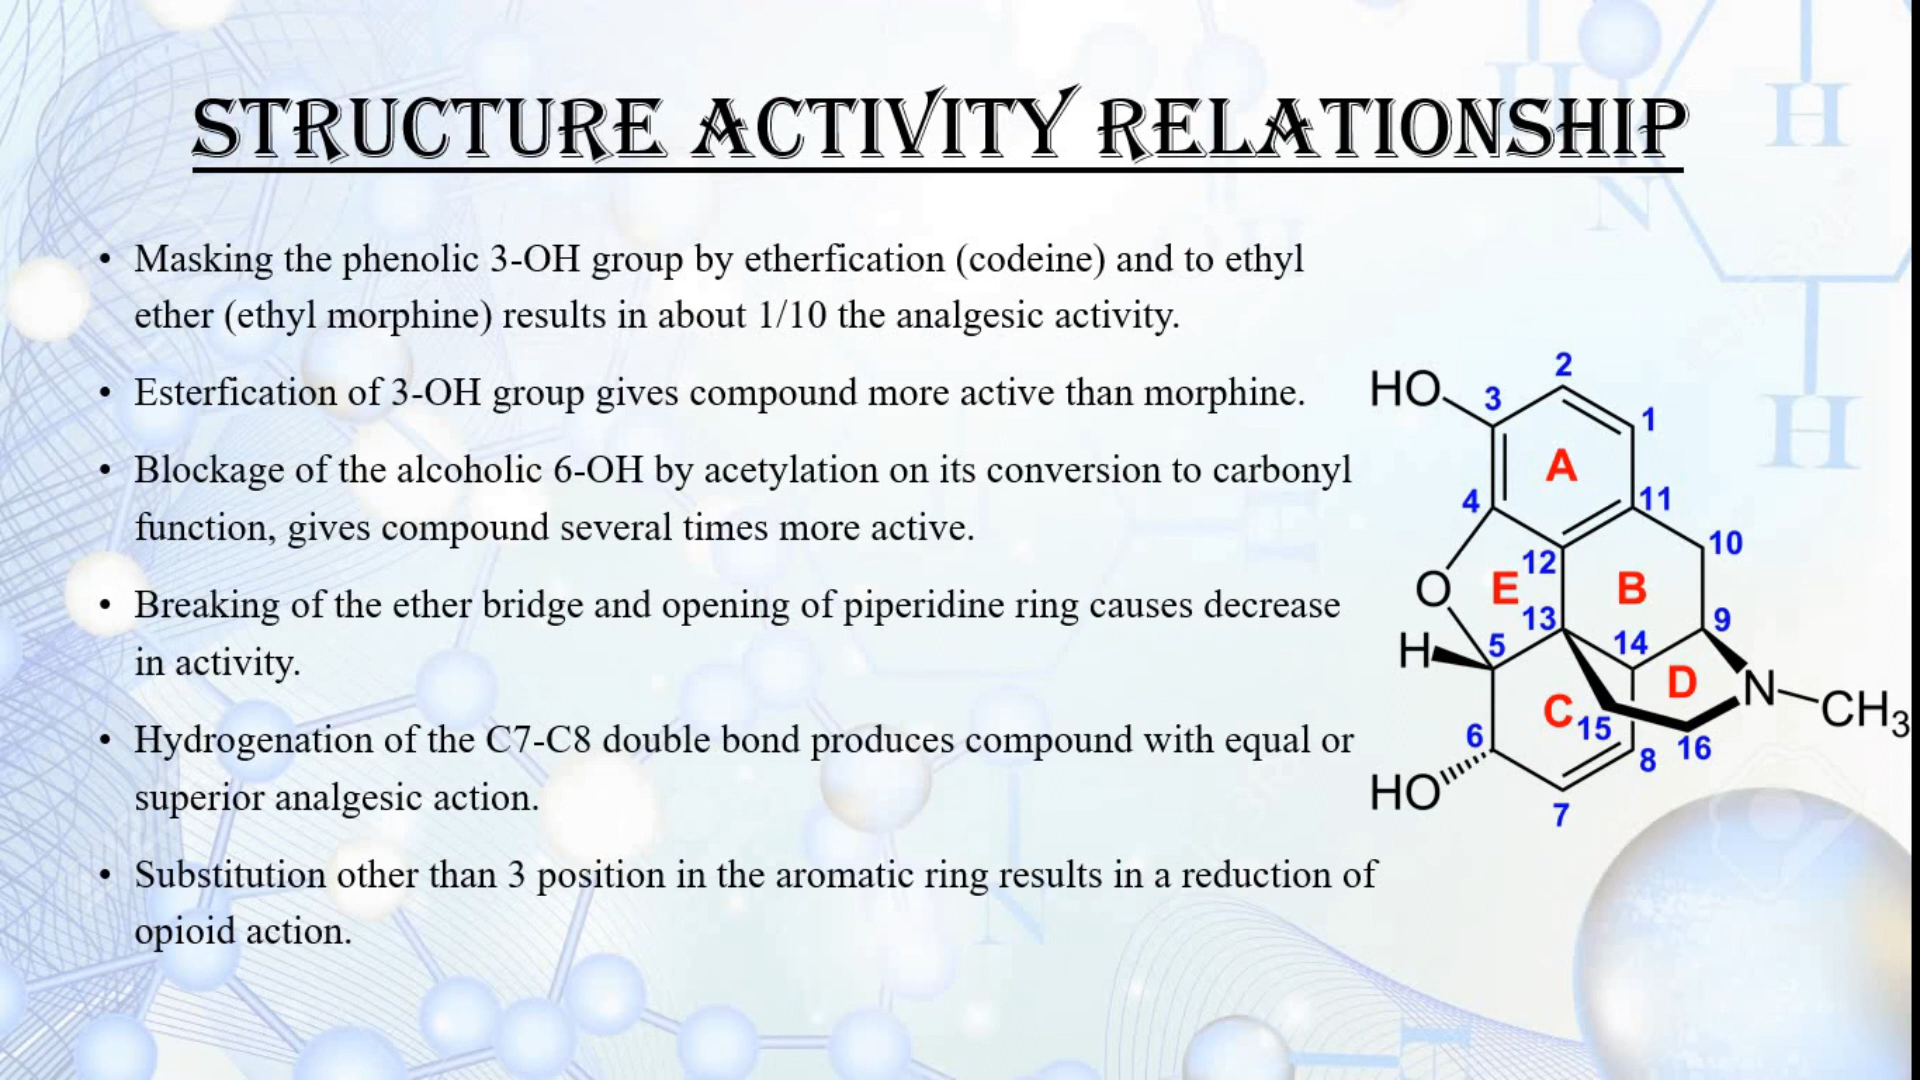 STRUCTURE ACTIVITY RELATIONSHIP
• Masking the phenolic 3-OH group by etherfication (codeine) and to ethyl
ether (ethyl morphine) results in about 1/10 the analgesic activity.
• Esterfication of 3-OH group gives compound more active than morphine.
• Blockage of the alcoholic 6-OH by acetylation on its conversion to carbonyl
function, gives compound several times more active.
• Breaking of the ether bridge and opening of piperidine ring causes decrease
in activity.
• Hydrogenation of the C7-C8 double bond produces compound with equal or
superior analgesic action.
• Substitution other than 3 position in the aromatic ring results in a reduction of
opioid action.
2
HO 3 1
A
4 11
10
12
O E B
13 9
H 5 14
D N CH3
C 15
6 16
8
HO
7
H
H
N
H
H